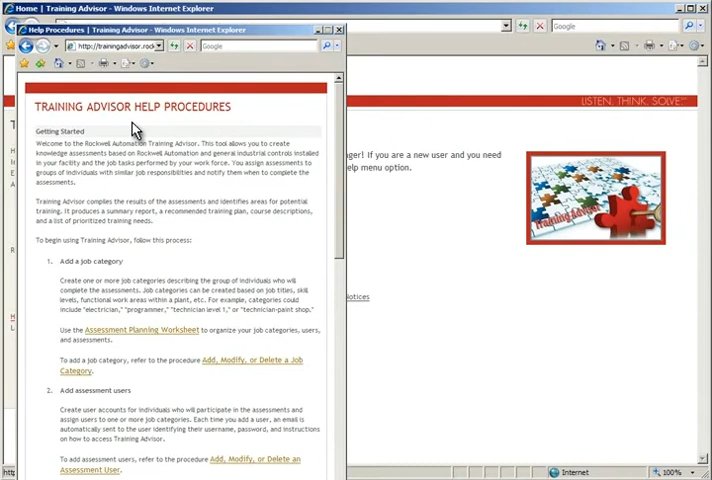 Home | Training Advisor - Windows Internet Explorer
Help Procedures | Training Advisor - Windows Internet Explorer
http://trainingadvisor.rock
Google
Google
LISTEN. THINK. SOLVE.
TRAINING ADVISOR HELP PROCEDURES
Getting Started
Welcome to the Rockwell Automation Training Advisor. This tool allows you to create
knowledge assessments based on Rockwell Automation and general industrial controls installed
in your facility and the job tasks performed by your work force. You assign assessments to
groups of individuals with similar job responsibilities and notify them when to complete the
assessments.
Training Advisor compiles the results of the assessments and identifies areas for potential
training. It produces a summary report, a recommended training plan, course descriptions,
and a list of prioritized training needs.
To begin using Training Advisor, follow this process:
1. Add a job category
Create one or more job categories describing the group of individuals who will
complete the assessments. Job categories can be created based on job titles, skill
levels, functional work areas within a plant, etc. For example, categories could
include "electrician," "programmer," "technician level 1," or "technician-paint shop."
Use the Assessment Planning Worksheet to organize your job categories, users,
and assessments.
To add a job category, refer to the procedure Add, Modify, or Delete a Job
Category.
2. Add assessment users
Create user accounts for individuals who will participate in the assessments and
assign users to one or more job categories. Each time you add a user, an email is
automatically sent to the user identifying their username, password, and instructions
on how to access Training Advisor.
To add assessment users, refer to the procedure Add, Modify, or Delete an
Assessment User.
ger! If you are a new user and you need
elp menu option.
Training Advisor
Notices
Internet
100%